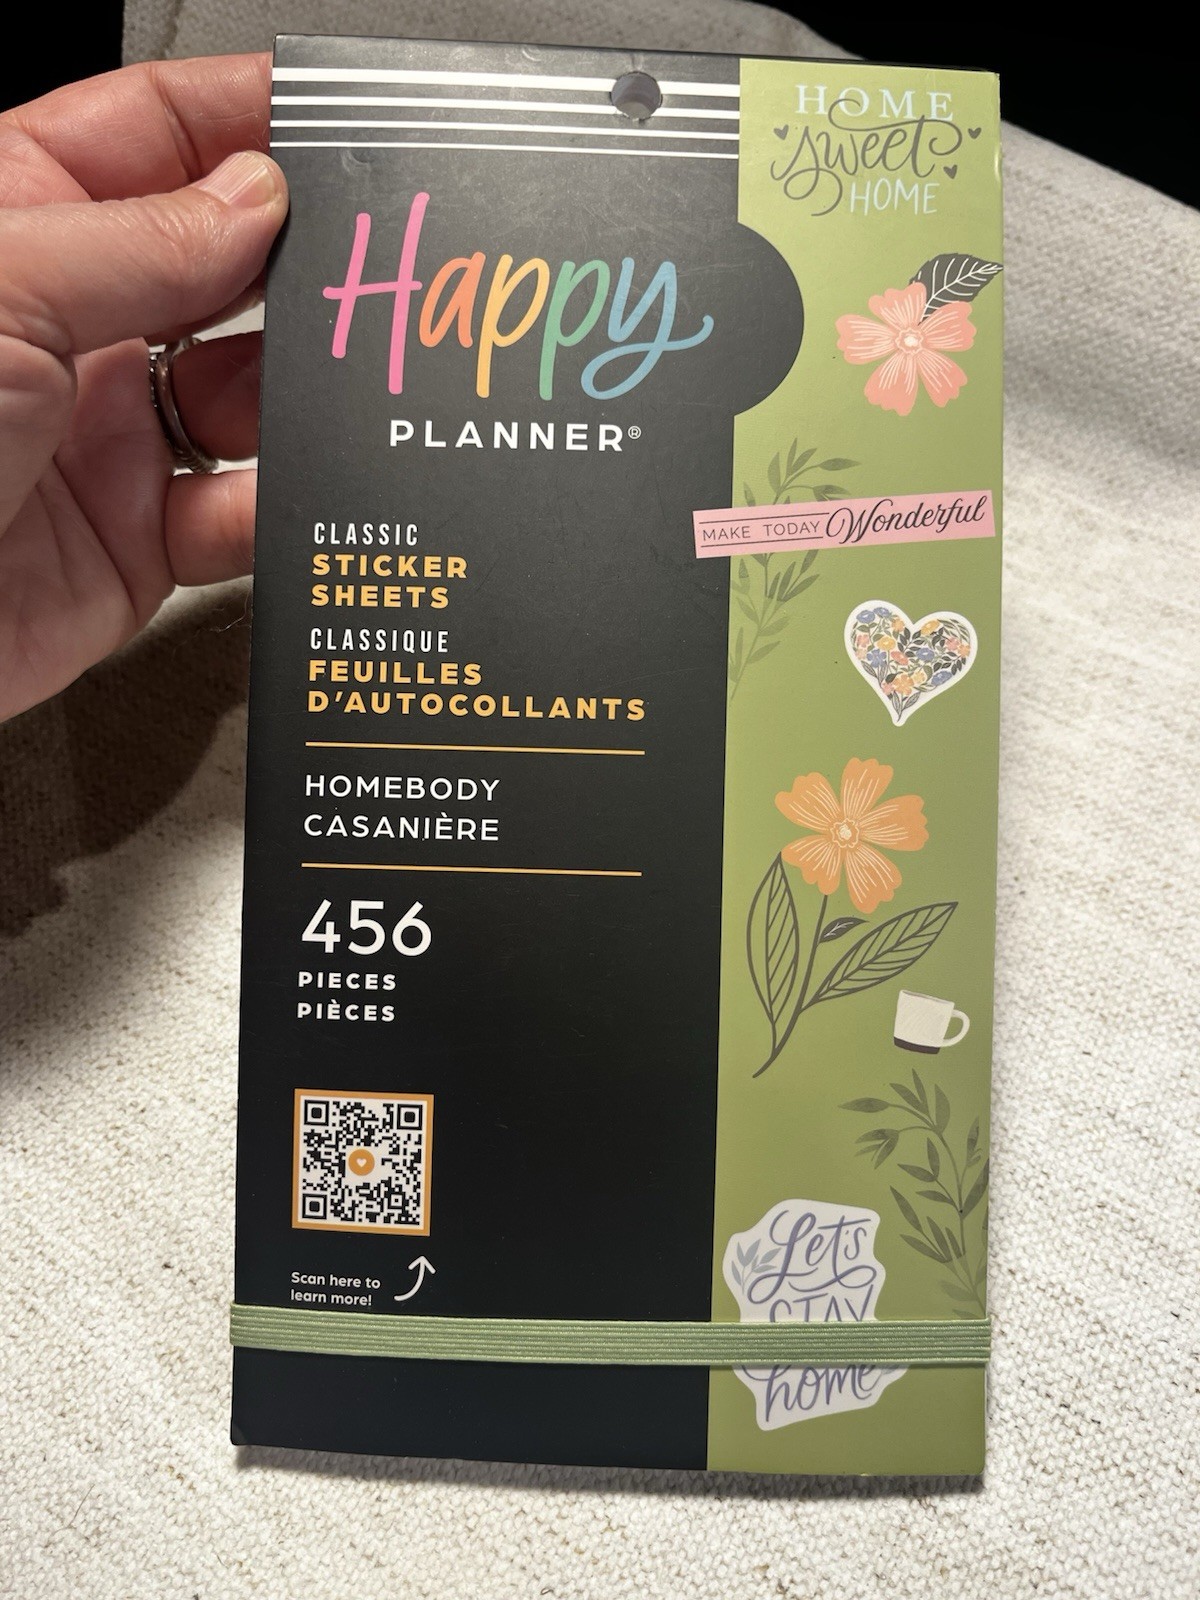 Happy
PLANNER®
CLASSIC
STICKER
SHEETS
CLASSIQUE
FEUILLES
D'AUTOCOLLANTS
HOMEBODY
CASANIÈRE
456
PIECES
PIÈCES
Scan here to
learn more!
HOME
sweet
HOME
MAKE TODAY Wonderful
Let's
STAY
home